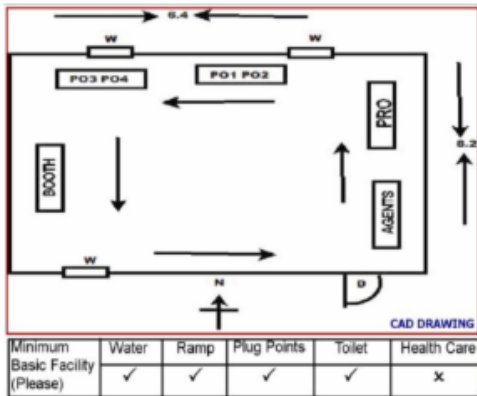 6.4
W W
PO3 PO4 PO1 PO2
PRO
8.2
BOOTH
AGENTS
W
N D
CAD DRAWING
Minimum Basic Facility (Please) Water Ramp Plug Points Toilet Health Care
✓ ✓ ✓ ✓ x